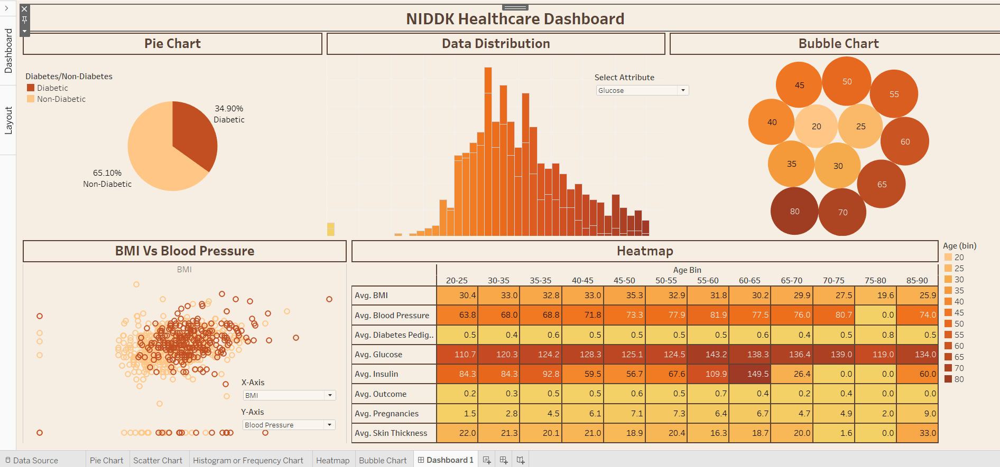 Dashboard
Layout
NIDDK Healthcare Dashboard
Pie Chart
Diabetes/Non-Diabetes
Diabetic
Non-Diabetic
34.90%
Diabetic
65.10%
Non-Diabetic
Data Distribution
Select Attribute
Glucose
Bubble Chart
45
50
55
40
20
25
60
35
30
65
80
70
BMI Vs Blood Pressure
BMI
X-Axis
BMI
Y-Axis
Blood Pressure
Heatmap
Age Bin
20-25 30-35 35-35 40-45 45-50 50-55 55-60 60-65 65-70 70-75 75-80 85-90
Avg. BMI 30.4 33.0 32.8 33.0 35.3 32.9 31.8 30.2 29.9 27.5 19.6 25.9
Avg. Blood Pressure 63.8 68.0 68.8 71.8 73.3 77.9 81.9 77.5 76.0 80.7 0.0 74.0
Avg. Diabetes Pedig.. 0.5 0.4 0.6 0.5 0.5 0.5 0.5 0.6 0.4 0.5 0.8 0.5
Avg. Glucose 110.7 120.3 124.2 128.3 125.1 124.5 143.2 138.3 136.4 139.0 119.0 134.0
Avg. Insulin 84.3 84.3 92.8 59.5 56.7 67.6 109.9 149.5 26.4 0.0 0.0 60.0
Avg. Outcome 0.2 0.3 0.5 0.5 0.6 0.5 0.7 0.4 0.2 0.4 0.0 0.0
Avg. Pregnancies 1.5 2.8 4.5 6.1 7.1 7.3 6.4 6.7 4.7 4.9 2.0 9.0
Avg. Skin Thickness 22.0 21.3 20.1 21.0 18.9 20.4 16.3 18.7 20.0 1.6 0.0 33.0
Age (bin)
20
25
30
35
40
45
50
55
60
65
70
80
Data Source Pie Chart Scatter Chart Histogram or Frequency Chart Heatmap Bubble Chart Dashboard 1